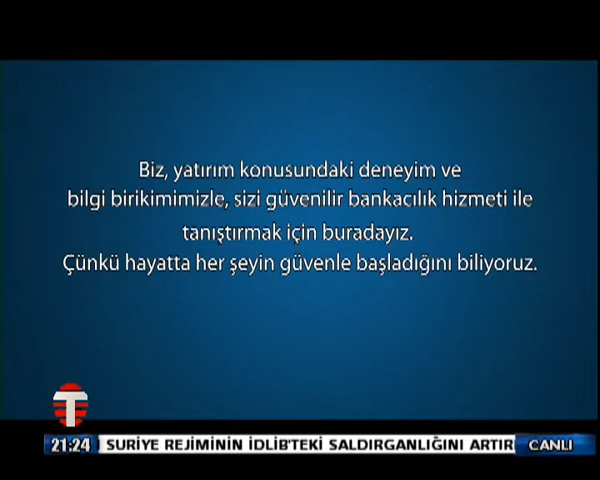 Biz, yatırım konusundaki deneyim ve
bilgi birikimimizle, sizi güvenilir bankacılık hizmeti ile
tanıştırmak için buradayız.
Çünkü hayatta her şeyin güvenle başladığını biliyoruz.
T
21:24 SURİYE REJİMİNİN İDLİB'TEKİ SALDIRGANLIĞINI ARTIR CANLI